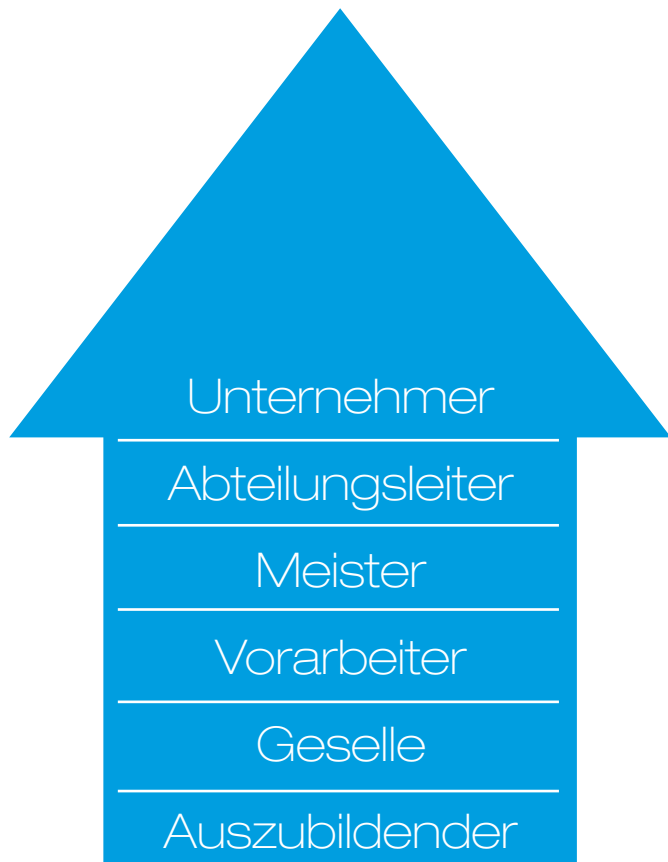 Unternehmer
Abteilungsleiter
Meister
Vorarbeiter
Geselle
Auszubildender